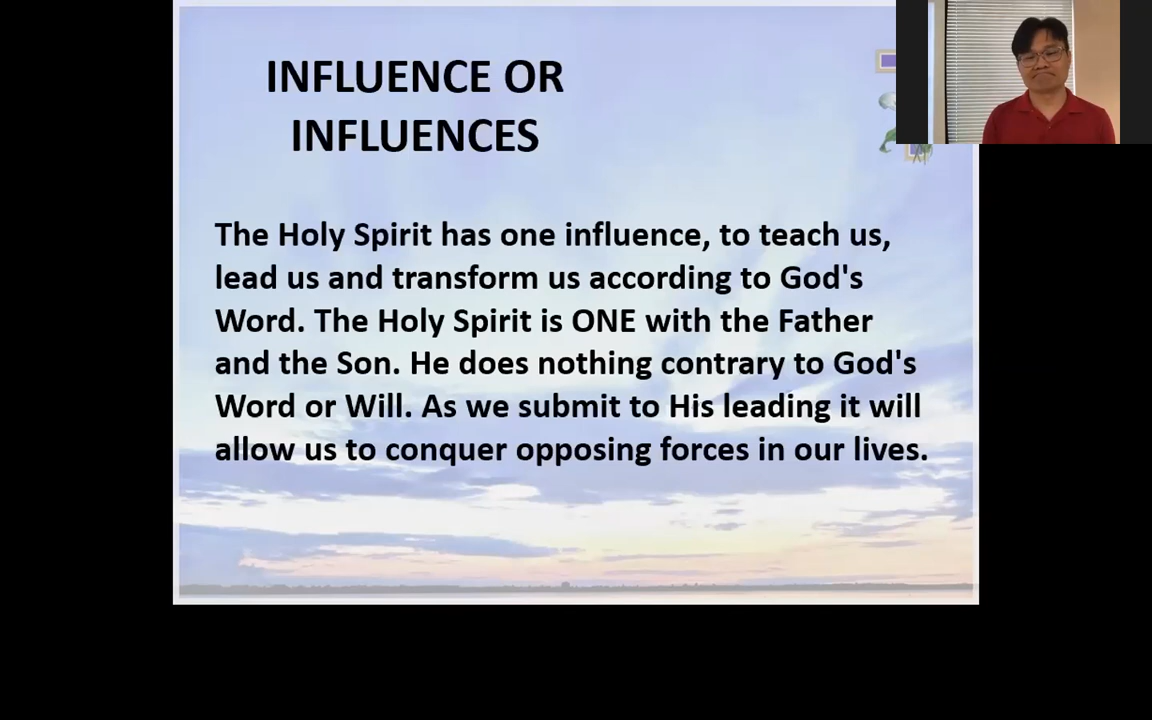 INFLUENCE OR
INFLUENCES
The Holy Spirit has one influence, to teach us,
lead us and transform us according to God's
Word. The Holy Spirit is ONE with the Father
and the Son. He does nothing contrary to God's
Word or Will. As we submit to His leading it will
allow us to conquer opposing forces in our lives.